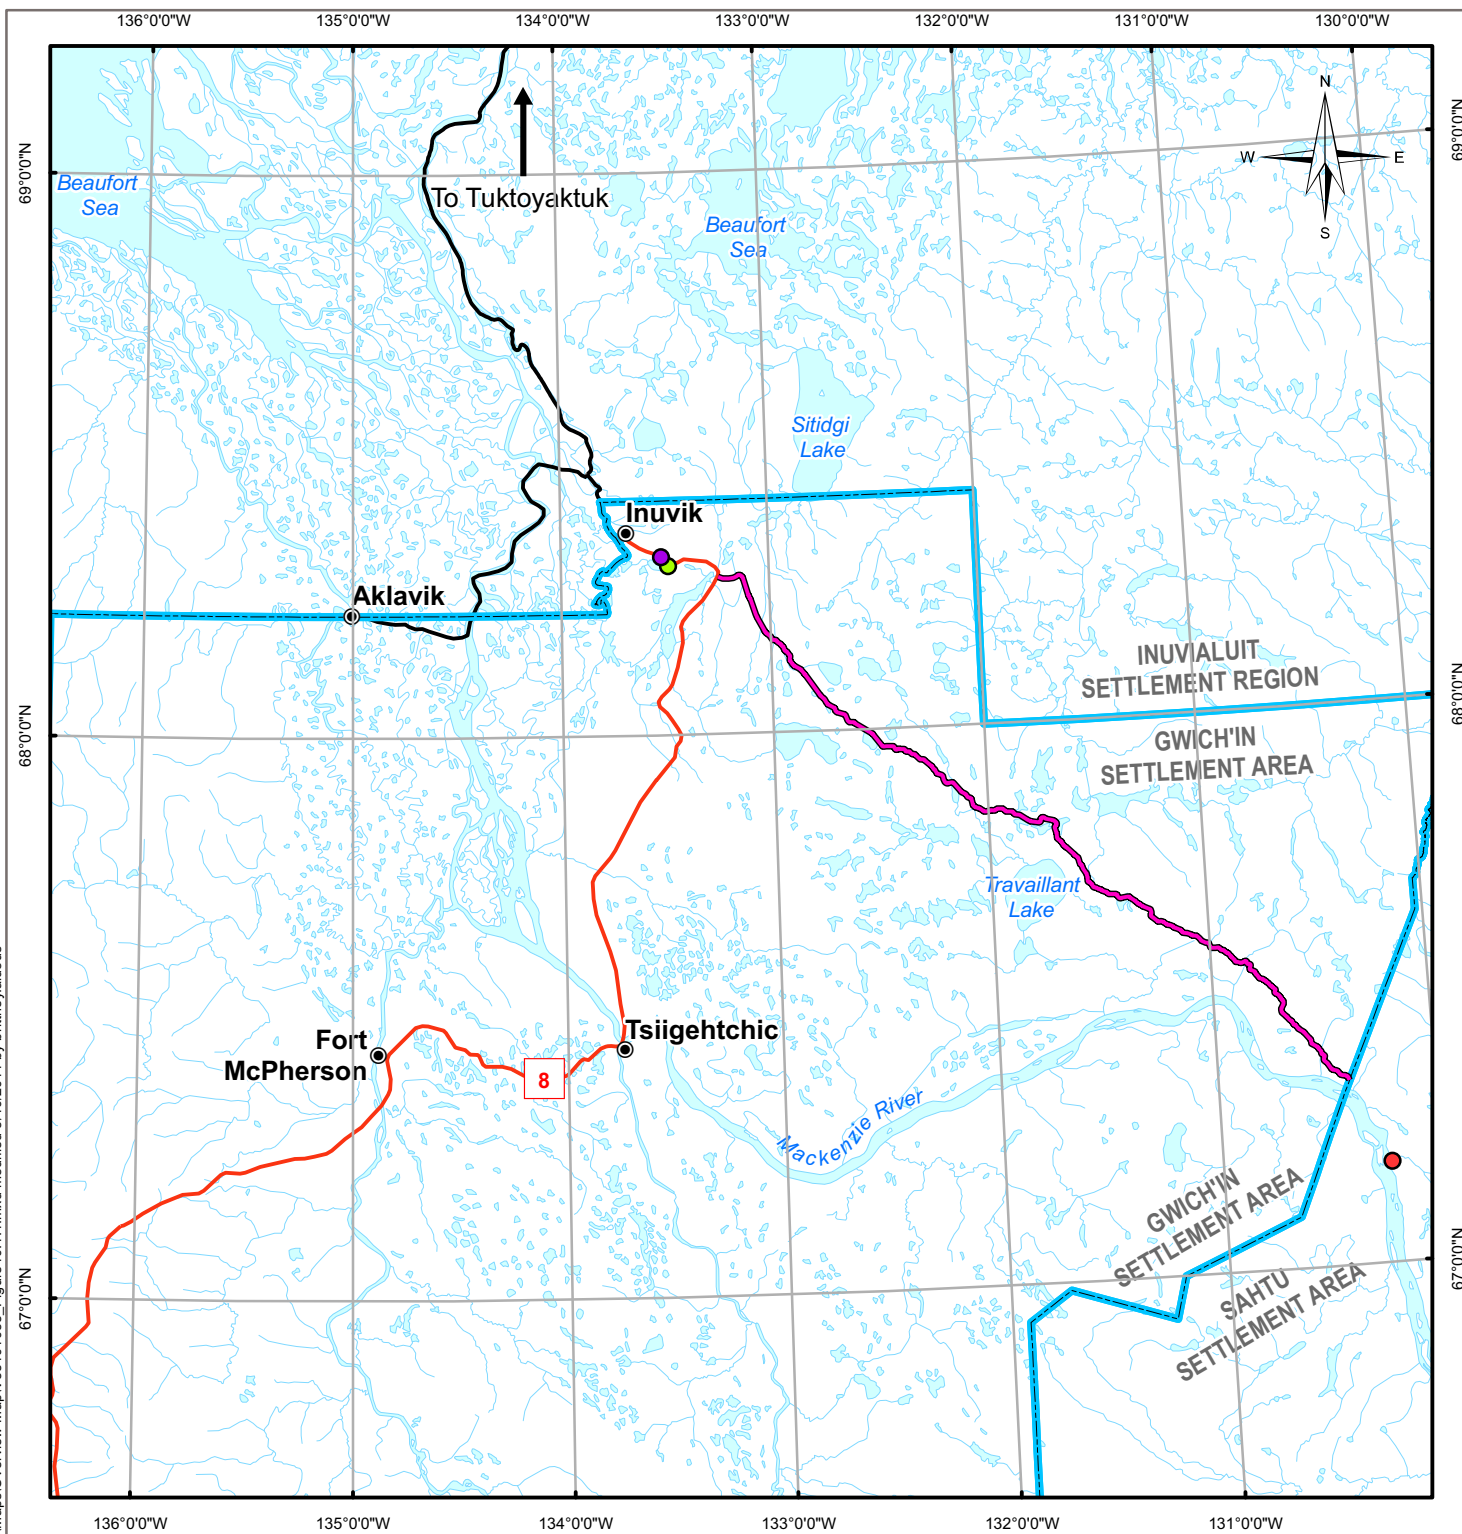 136°0'0"W 135°0'0"W 134°0'0"W 133°0'0"W 132°0'0"W 131°0'0"W 130°0'0"W
N
W E
S
69°0'0"N
69°0'0"N
Beaufort
Sea
To Tuktoyaktuk
Beaufort
Sea
Sitidgi
Lake
Inuvik
Aklavik
INUVIALUIT
SETTLEMENT REGION
68°0'0"N
68°0'0"N
GWICH'IN
SETTLEMENT AREA
Travaillant
Lake
Fort
McPherson
Tsiigehtchic
8
Mackenzie River
GWICH'IN
SETTLEMENT AREA
SAHTU
SETTLEMENT AREA
67°0'0"N
67°0'0"N
136°0'0"W 135°0'0"W 134°0'0"W 133°0'0"W 132°0'0"W 131°0'0"W